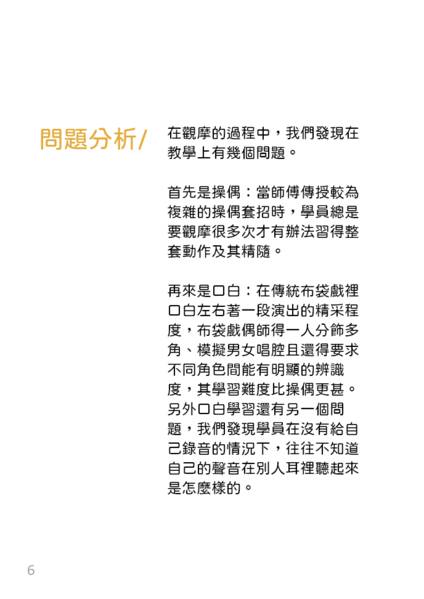 問題分析/
在觀摩的過程中，我們發現在
教學上有幾個問題。
首先是操偶：當師傅傳授較為
複雜的操偶套招時，學員總是
要觀摩很多次才有辦法習得整
套動作及其精隨。
再來是口白：在傳統布袋戲裡
口白左右著一段演出的精采程
度，布袋戲偶師得一人分飾多
角、模擬男女唱腔且還得要求
不同角色間能有明顯的辨識
度，其學習難度比操偶更甚。
另外口白學習還有另一個問
題，我們發現學員在沒有給自
己錄音的情況下，往往不知道
自己的聲音在別人耳裡聽起來
是怎麼樣的。
6